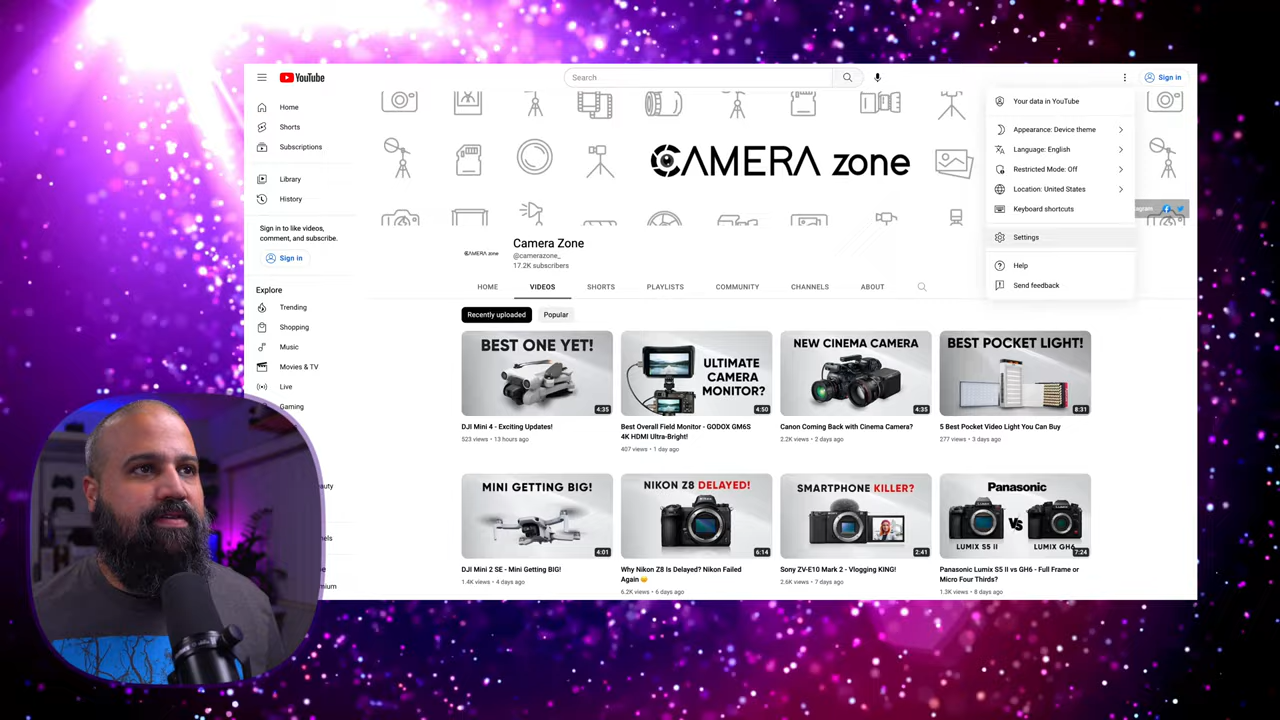 YouTube
Search
Sign in
Home
Shorts
Subscriptions
Library
History
Sign in to like videos,
comment, and subscribe.
Sign in
Explore
Trending
Shopping
Music
Movies & TV
Live
Gaming
CAMERA zone
Your data in YouTube
Appearance: Device theme
Language: English
Restricted Mode: Off
Location: United States
Keyboard shortcuts
Settings
Help
Send feedback
Camera Zone
@camerazone_
17.2K subscribers
HOME
VIDEOS
SHORTS
PLAYLISTS
COMMUNITY
CHANNELS
ABOUT
Recently uploaded
Popular
BEST ONE YET!
4:35
DJI Mini 4 - Exciting Updates!
523 views • 13 hours ago
ULTIMATE
CAMERA
MONITOR?
4:50
Best Overall Field Monitor - GODOX GM6S
4K HDMI Ultra-Bright!
407 views • 1 day ago
NEW CINEMA CAMERA
4:35
Canon Coming Back with Cinema Camera?
2.2K views • 2 days ago
BEST POCKET LIGHT!
8:31
5 Best Pocket Video Light You Can Buy
277 views • 3 days ago
MINI GETTING BIG!
4:01
DJI Mini 2 SE - Mini Getting BIG!
1.4K views • 4 days ago
NIKON Z8 DELAYED!
6:14
Why Nikon Z8 Is Delayed? Nikon Failed
Again
6.2K views • 6 days ago
SMARTPHONE KILLER?
2:41
Sony ZV-E10 Mark 2 - Vlogging KING!
2.6K views • 7 days ago
Panasonic
VS
LUMIX S5 II
LUMIX GH6
7:24
Panasonic Lumix S5 II vs GH6 - Full Frame or
Micro Four Thirds?
1.3K views • 8 days ago